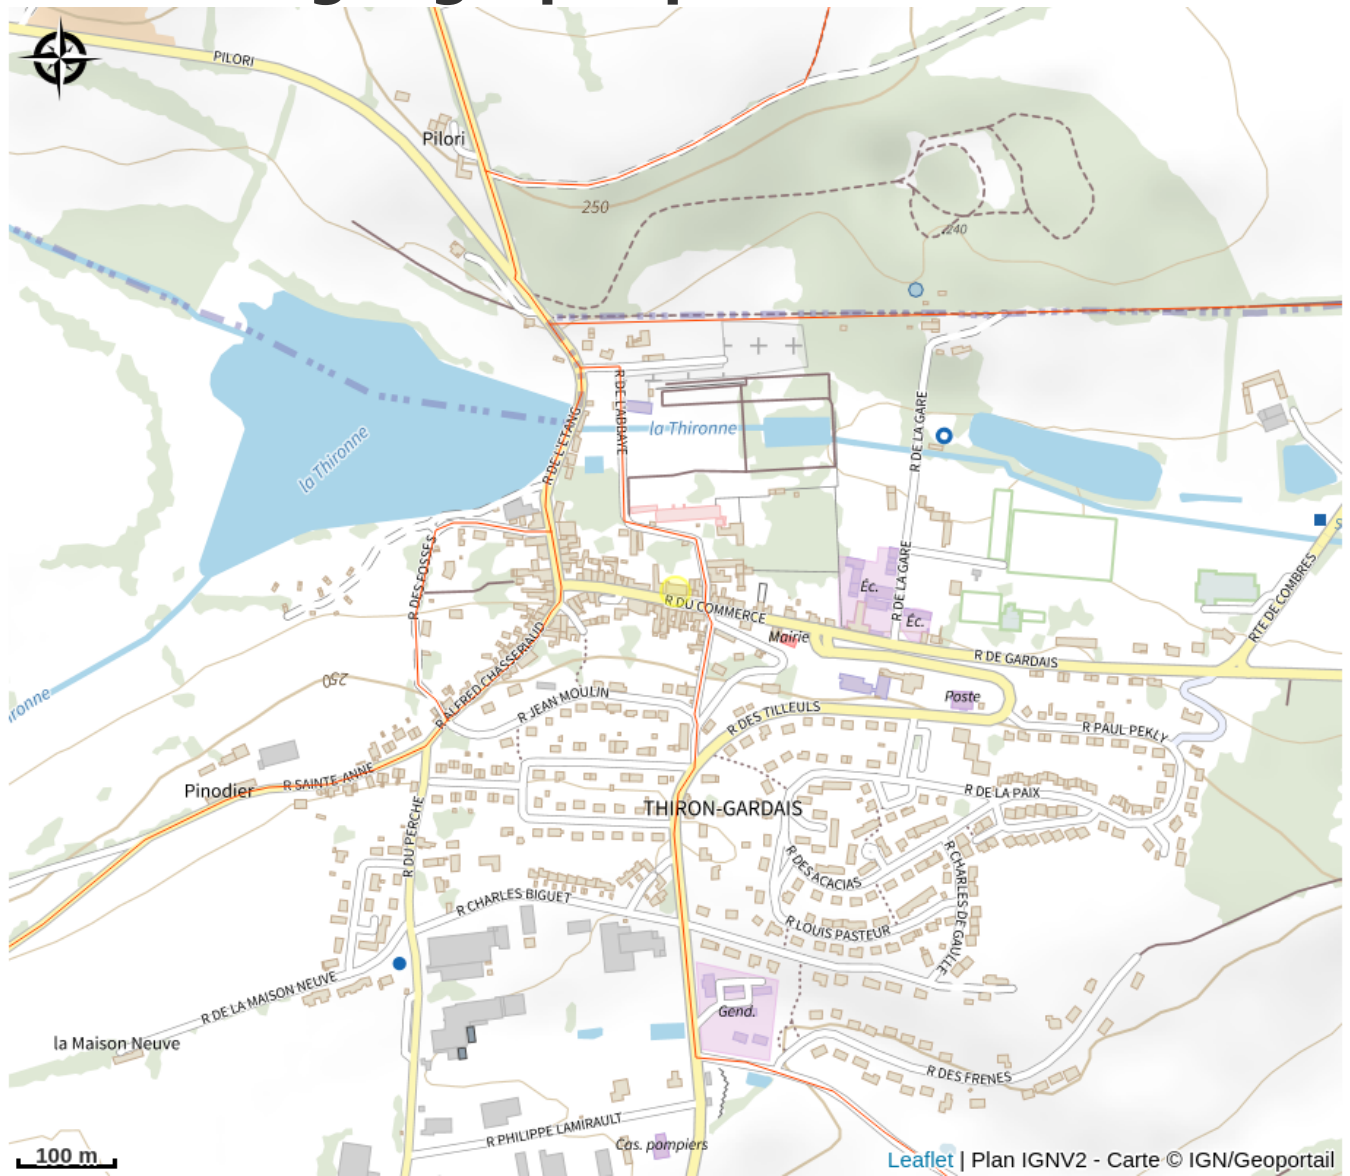 PILORI
Pilori
250
240
R DE L'ABBAYE
la Thironne
R DE LA GARE
R DE L'ETANG
la Thironne
R DES FOSSES
R DE LA GARE
Éc.
Éc.
RTE DE COMBRES
R DU COMMERCE
Mairie
R DE GARDAIS
R ALFRED CHASSERIAUD
250
R JEAN MOULIN
Poste
R DES TILLEULS
R PAUL PEKLY
ironne
R SAINTE-ANNE
Pinodier
R DE LA PAIX
THIRON-GARDAIS
R DU PERCHE
R DES ACACIAS
R CHARLES DE GAULLE
R CHARLES BIGUET
R LOUIS PASTEUR
R DE LA MAISON NEUVE
Gend.
la Maison Neuve
R DES FRENES
R PHILIPPE LAMIRAULT
Cas. pompiers
100 m
Leaflet | Plan IGNV2 - Carte © IGN/Geoportail